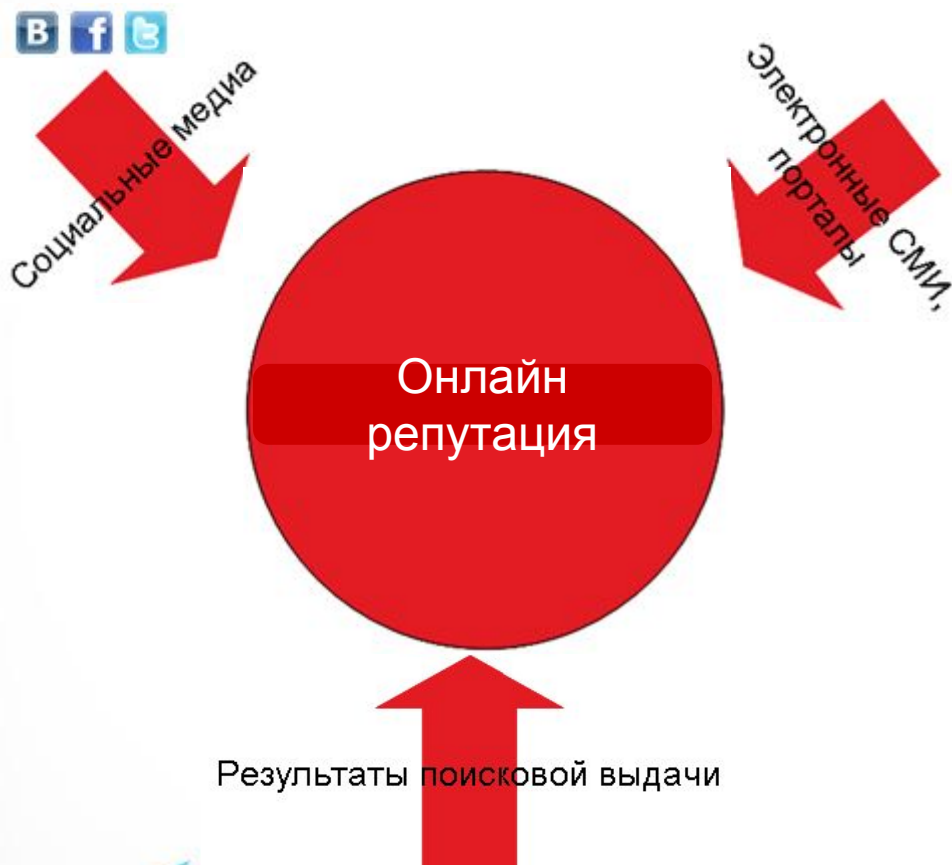 В f t
Социальные медиа
Электронные СМИ,
порталы
Онлайн
репутация
Результаты поисковой выдачи